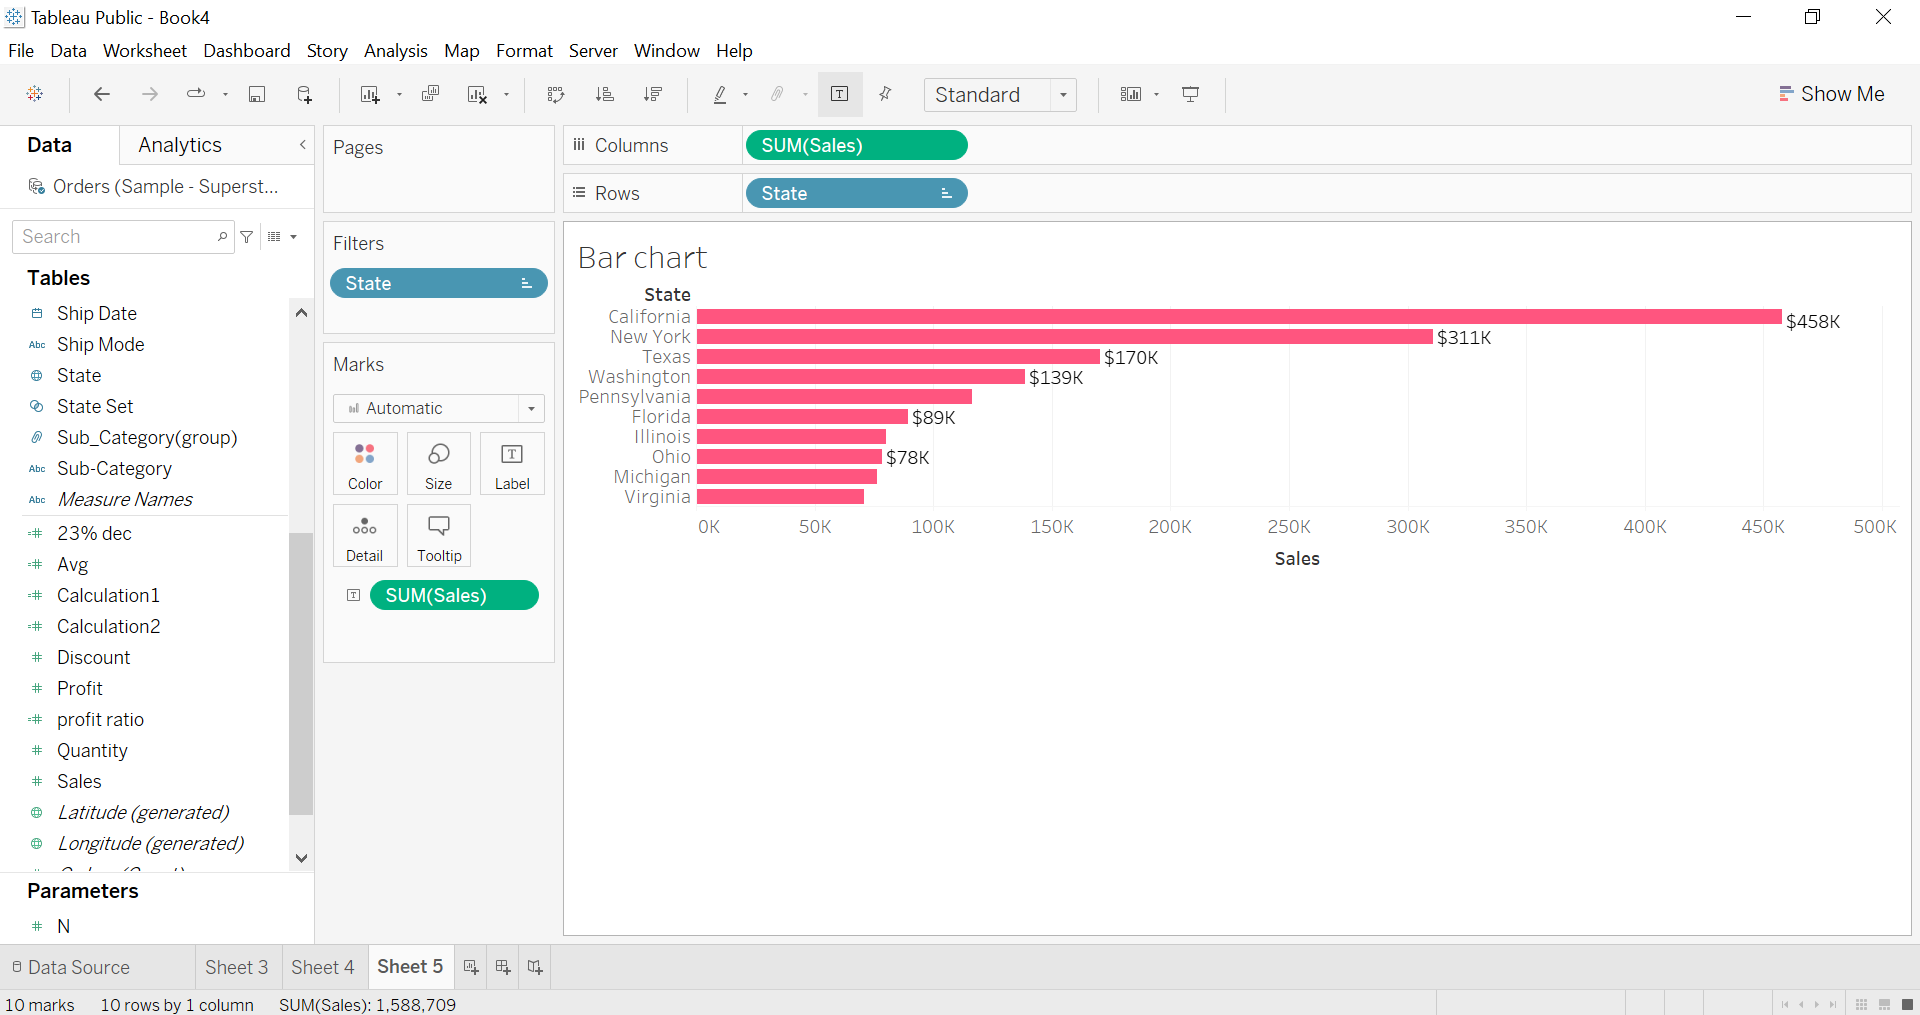 Tableau Public - Book4
File Data Worksheet Dashboard Story Analysis Map Format Server Window Help
Standard
Show Me
Data
Analytics
Orders (Sample - Superst...
Search
Tables
Ship Date
Abc Ship Mode
State
State Set
Sub_Category(group)
Abc Sub-Category
Abc Measure Names
23% dec
Avg
Calculation1
Calculation2
Discount
Profit
profit ratio
Quantity
Sales
Latitude (generated)
Longitude (generated)
Parameters
N
Pages
Filters
State
Marks
Automatic
Color
Size
Label
Detail
Tooltip
SUM(Sales)
Columns
SUM(Sales)
Rows
State
Bar chart
State
California $458K
New York $311K
Texas $170K
Washington $139K
Pennsylvania
Florida $89K
Illinois
Ohio $78K
Michigan
Virginia
0K 50K 100K 150K 200K 250K 300K 350K 400K 450K 500K
Sales
Data Source
Sheet 3
Sheet 4
Sheet 5
10 marks 10 rows by 1 column SUM(Sales): 1,588,709